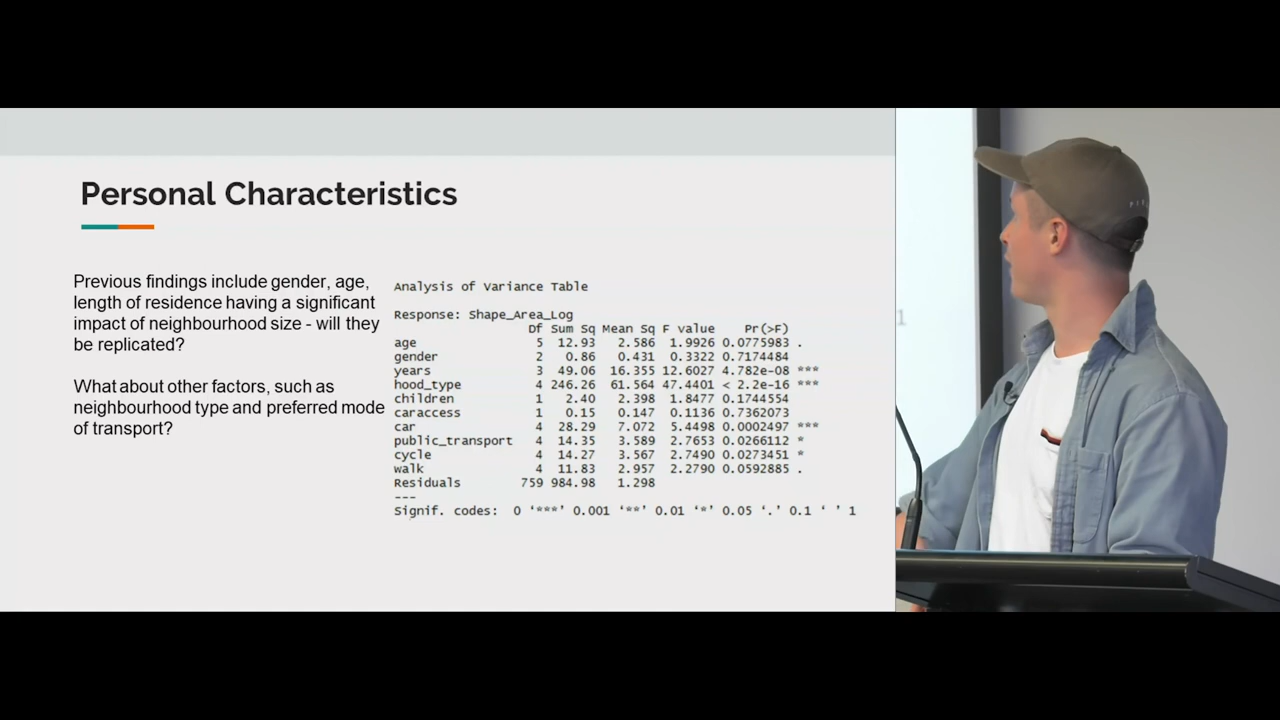 Personal Characteristics
Previous findings include gender, age,
length of residence having a significant
impact of neighbourhood size - will they
be replicated?
What about other factors, such as
neighbourhood type and preferred mode
of transport?
Analysis of Variance Table
Response: Shape_Area_Log
Df Sum Sq Mean Sq F value Pr(>F)
age 5 12.93 2.586 1.9926 0.0775983 .
gender 2 0.86 0.431 0.3322 0.7174484
years 3 49.06 16.355 12.6027 4.782e-08 ***
hood_type 4 246.26 61.564 47.4401 < 2.2e-16 ***
children 1 2.40 2.398 1.8477 0.1744554
caraccess 1 0.15 0.147 0.1136 0.7362073
car 4 28.29 7.072 5.4498 0.0002497 ***
public_transport 4 14.35 3.589 2.7653 0.0266112 *
cycle 4 14.27 3.567 2.7490 0.0273451 *
walk 4 11.83 2.957 2.2790 0.0592885 .
Residuals 759 984.98 1.298
---
Signif. codes: 0 ‘***’ 0.001 ‘**’ 0.01 ‘*’ 0.05 ‘.’ 0.1 ‘ ’ 1
1